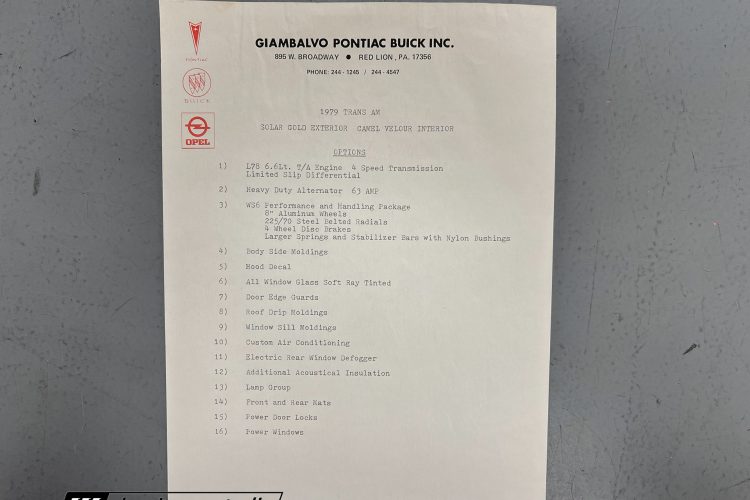 GIAMBALVO PONTIAC BUICK INC.
895 W. BROADWAY ● RED LION, PA. 17356
PHONE: 244 - 1245 / 244 - 4547
PONTIAC
BUICK
OPEL
1979 TRANS AM
SOLAR GOLD EXTERIOR CAMEL VELOUR INTERIOR
OPTIONS
1) L78 6.6Lt. T/A Engine 4 Speed Transmission
Limited Slip Differential
2) Heavy Duty Alternator 63 AMP
3) WS6 Performance and Handling Package
8" Aluminum Wheels
225/70 Steel Belted Radials
4 Wheel Disc Brakes
Larger Springs and Stabilizer Bars with Nylon Bushings
4) Body Side Moldings
5) Hood Decal
6) All Window Glass Soft Ray Tinted
7) Door Edge Guards
8) Roof Drip Moldings
9) Window Sill Moldings
10) Custom Air Conditioning
11) Electric Rear Window Defogger
12) Additional Acoustical Insulation
13) Lamp Group
14) Front and Rear Mats
15) Power Door Locks
16) Power Windows